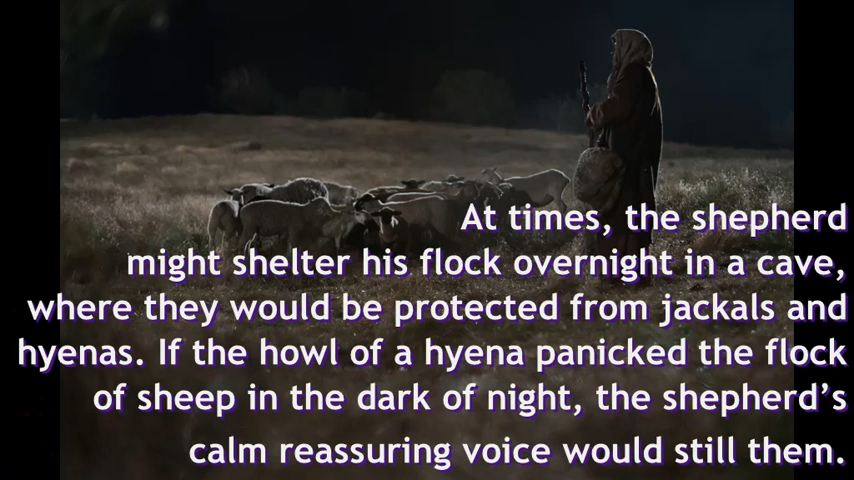 At times, the shepherd
might shelter his flock overnight in a cave,
where they would be protected from jackals and
hyenas. If the howl of a hyena panicked the flock
of sheep in the dark of night, the shepherd’s
calm reassuring voice would still them.